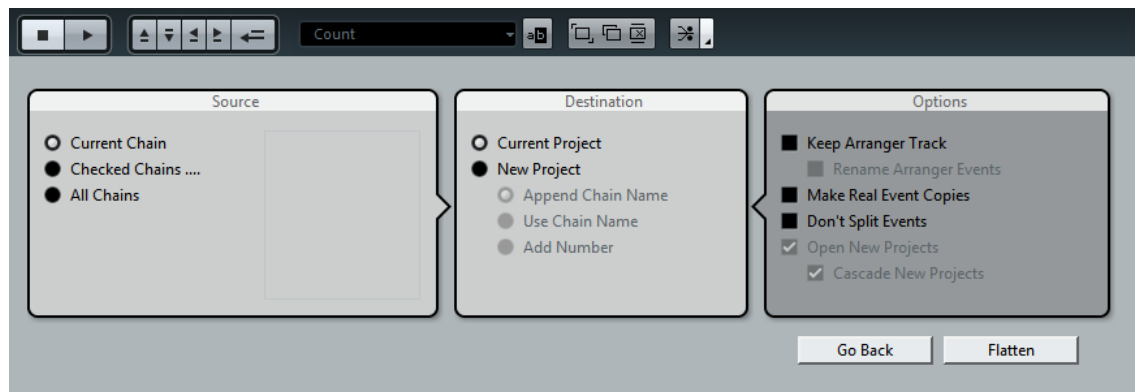 Count
ab
Source
Current Chain
Checked Chains ....
All Chains
Destination
Current Project
New Project
Append Chain Name
Use Chain Name
Add Number
Options
Keep Arranger Track
Rename Arranger Events
Make Real Event Copies
Don't Split Events
Open New Projects
Cascade New Projects
Go Back
Flatten